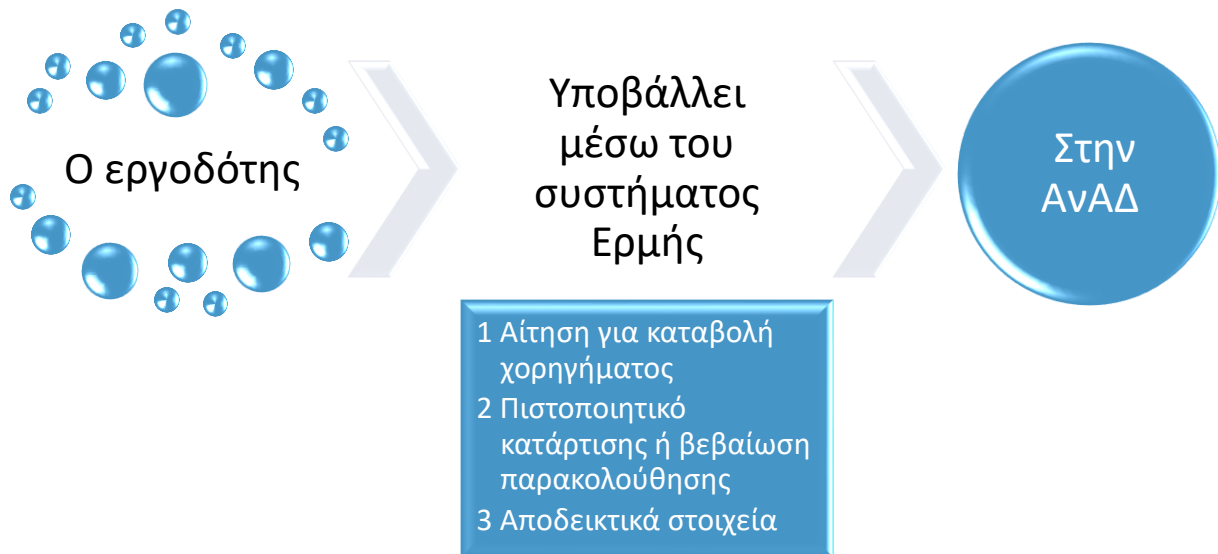 Ο εργοδότης
Υποβάλλει
μέσω του
συστήματος
Ερμής
1 Αίτηση για καταβολή
χορηγήματος
2 Πιστοποιητικό
κατάρτισης ή βεβαίωση
παρακολούθησης
3 Αποδεικτικά στοιχεία
Στην
ΑνΑΔ